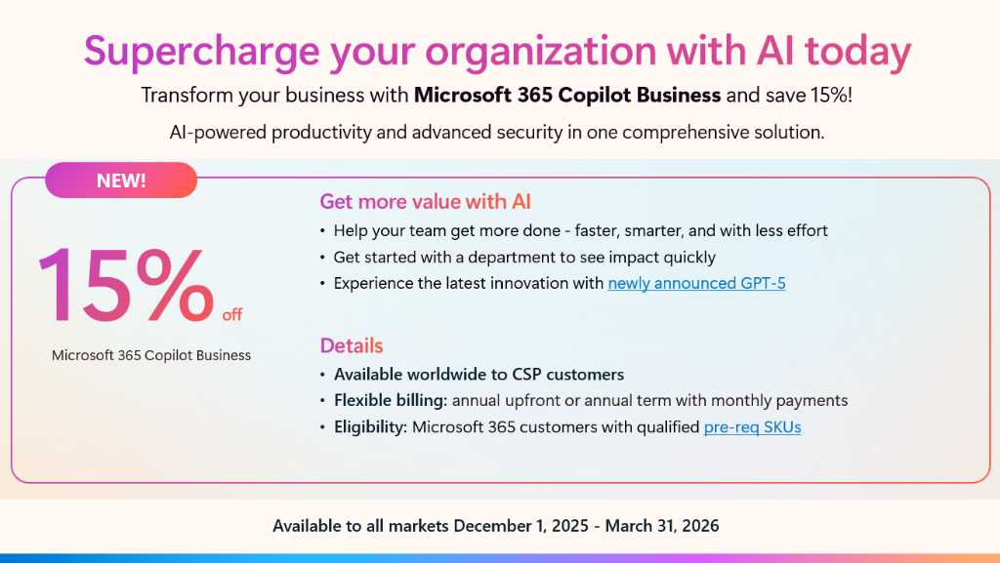 Supercharge your organization with AI today
Transform your business with Microsoft 365 Copilot Business and save 15%!
AI-powered productivity and advanced security in one comprehensive solution.
NEW!
15% off
Microsoft 365 Copilot Business
Get more value with AI
• Help your team get more done - faster, smarter, and with less effort
• Get started with a department to see impact quickly
• Experience the latest innovation with newly announced GPT-5
Details
• Available worldwide to CSP customers
• Flexible billing: annual upfront or annual term with monthly payments
• Eligibility: Microsoft 365 customers with qualified pre-req SKUs
Available to all markets December 1, 2025 - March 31, 2026